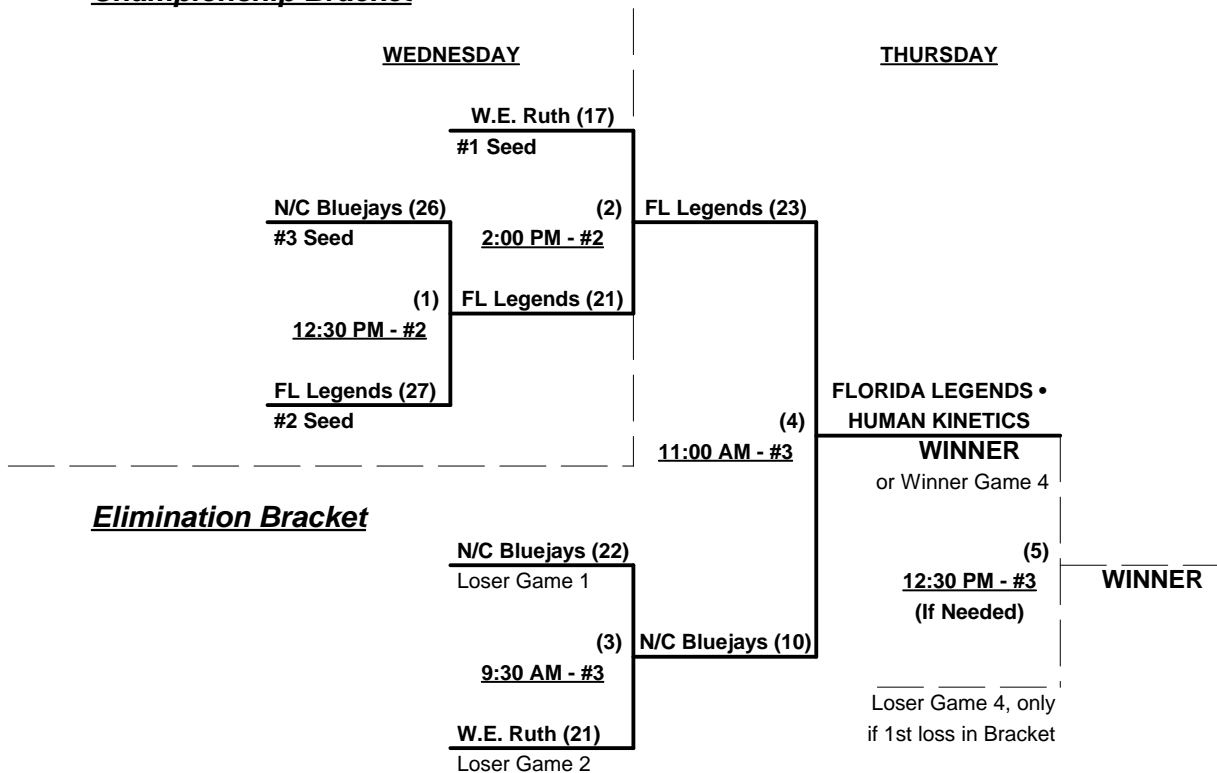 Championship Bracket
WEDNESDAY
THURSDAY
W.E. Ruth (17)
#1 Seed
N/C Bluejays (26)
#3 Seed
(2)
2:00 PM - #2
FL Legends (23)
(1)
12:30 PM - #2
FL Legends (21)
FL Legends (27)
#2 Seed
(4)
11:00 AM - #3
FLORIDA LEGENDS •
HUMAN KINETICS
WINNER
or Winner Game 4
Elimination Bracket
N/C Bluejays (22)
Loser Game 1
(3)
9:30 AM - #3
N/C Bluejays (10)
(5)
12:30 PM - #3
(If Needed)
WINNER
W.E. Ruth (21)
Loser Game 2
Loser Game 4, only
if 1st loss in Bracket